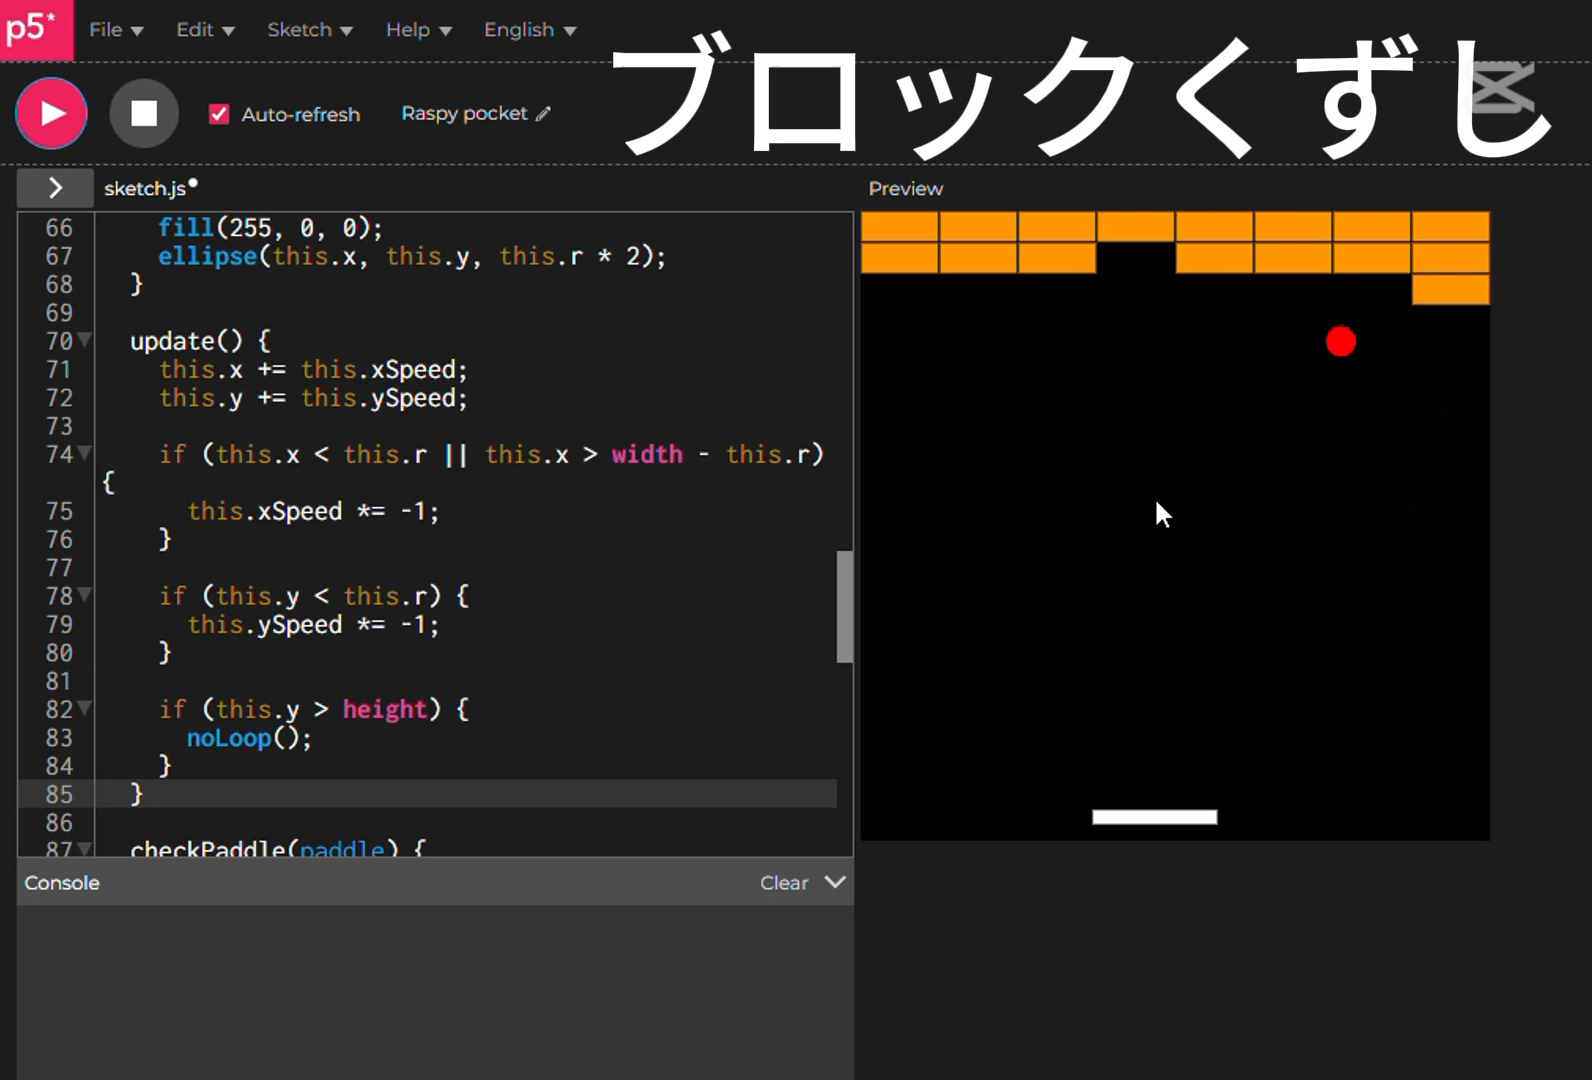 p5*
File Edit Sketch Help English
ブロックくずし
Auto-refresh Raspy pocket
sketch.js
Preview
66 fill(255, 0, 0);
67 ellipse(this.x, this.y, this.r * 2);
68 }
69
70 update() {
71 this.x += this.xSpeed;
72 this.y += this.ySpeed;
73
74 if (this.x < this.r || this.x > width - this.r)
{
75 this.xSpeed *= -1;
76 }
77
78 if (this.y < this.r) {
79 this.ySpeed *= -1;
80 }
81
82 if (this.y > height) {
83 noLoop();
84 }
85 }
86
87 checkPaddle(paddle) {
Console
Clear